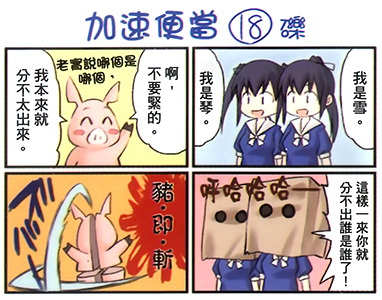 加速便當 18 磔
我是雪。
我是琴。
啊，
不要緊的。
老實說哪個是
哪個，
我本來就
分不太出來。
這樣一來你就
分不出誰是誰了！
呼哈哈哈——
豬·即·斬